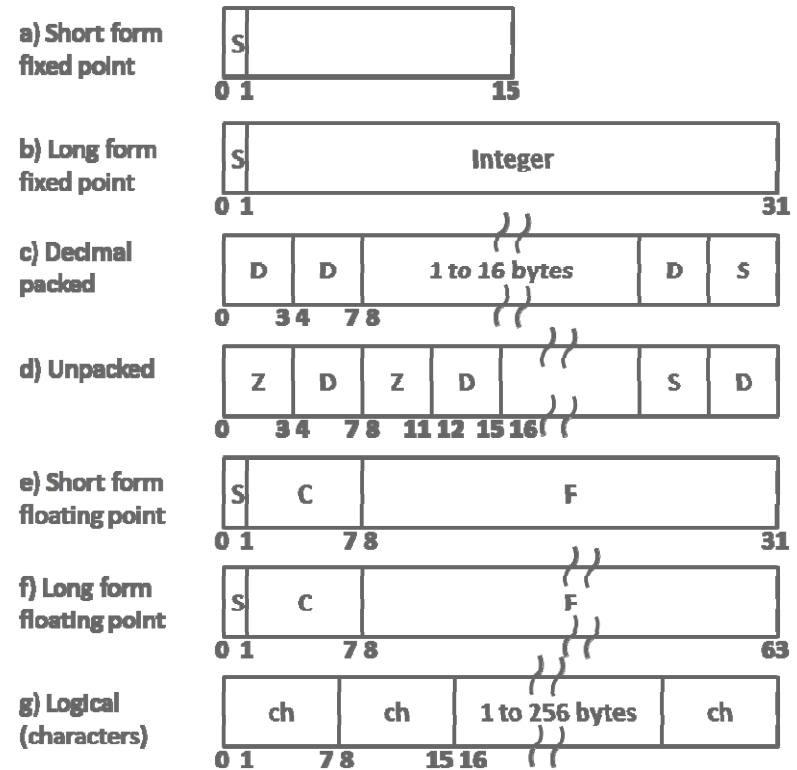 a) Short form
fixed point
S
0 1 15
b) Long form
fixed point
S Integer
0 1 31
c) Decimal
packed
D D 1 to 16 bytes D S
0 3 4 7 8
d) Unpacked
Z D Z D S D
0 3 4 7 8 11 12 15 16
e) Short form
floating point
S C F
0 1 7 8 31
f) Long form
floating point
S C F
0 1 7 8 63
g) Logical
(characters)
ch ch 1 to 256 bytes ch
0 1 7 8 15 16